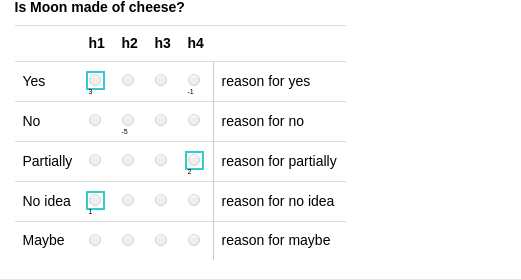 Is Moon made of cheese?
h1 h2 h3 h4
Yes reason for yes
3 -1
No reason for no
-5
Partially reason for partially
2
No idea reason for no idea
1
Maybe reason for maybe